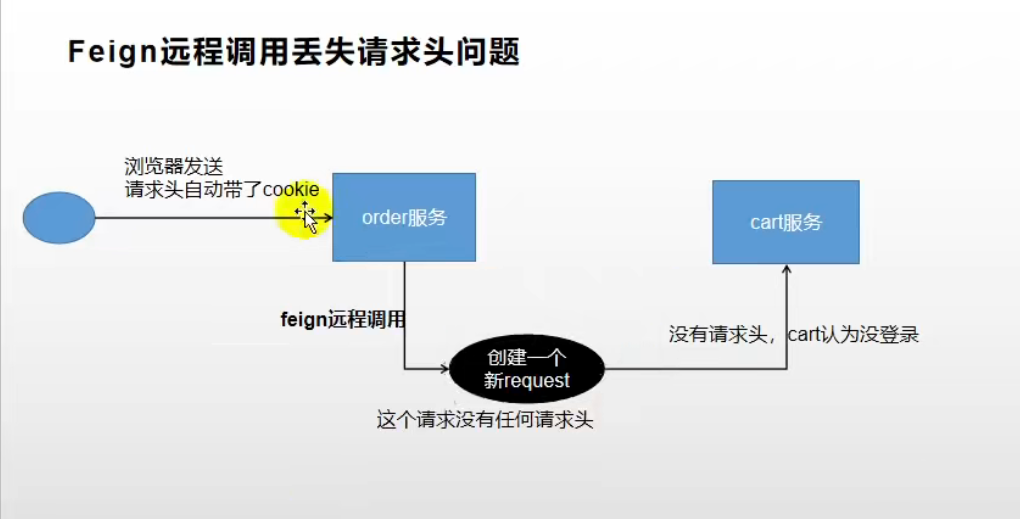 Feign远程调用丢失请求头问题
浏览器发送
请求头自动带了cookie
order服务
cart服务
feign远程调用
没有请求头，cart认为没登录
创建一个
新request
这个请求没有任何请求头